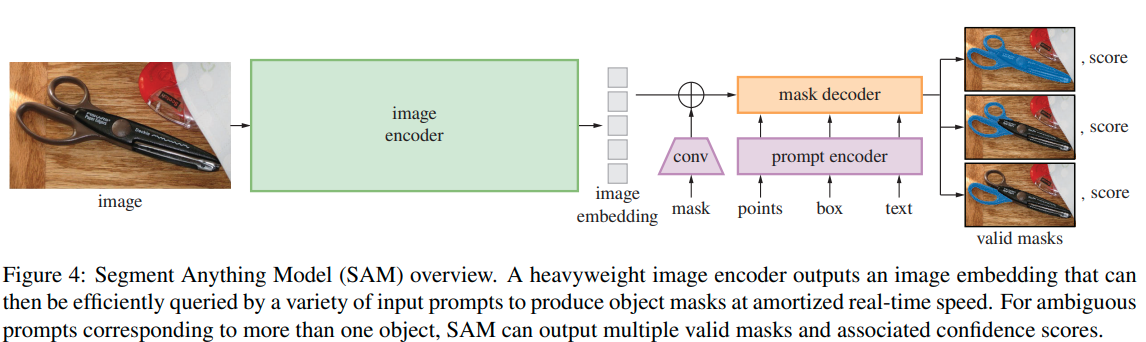 image
encoder
mask decoder
, score
, score
, score
conv
prompt encoder
image
image
embedding
mask
points
box
text
valid masks
Figure 4: Segment Anything Model (SAM) overview. A heavyweight image encoder outputs an image embedding that can
then be efficiently queried by a variety of input prompts to produce object masks at amortized real-time speed. For ambiguous
prompts corresponding to more than one object, SAM can output multiple valid masks and associated confidence scores.